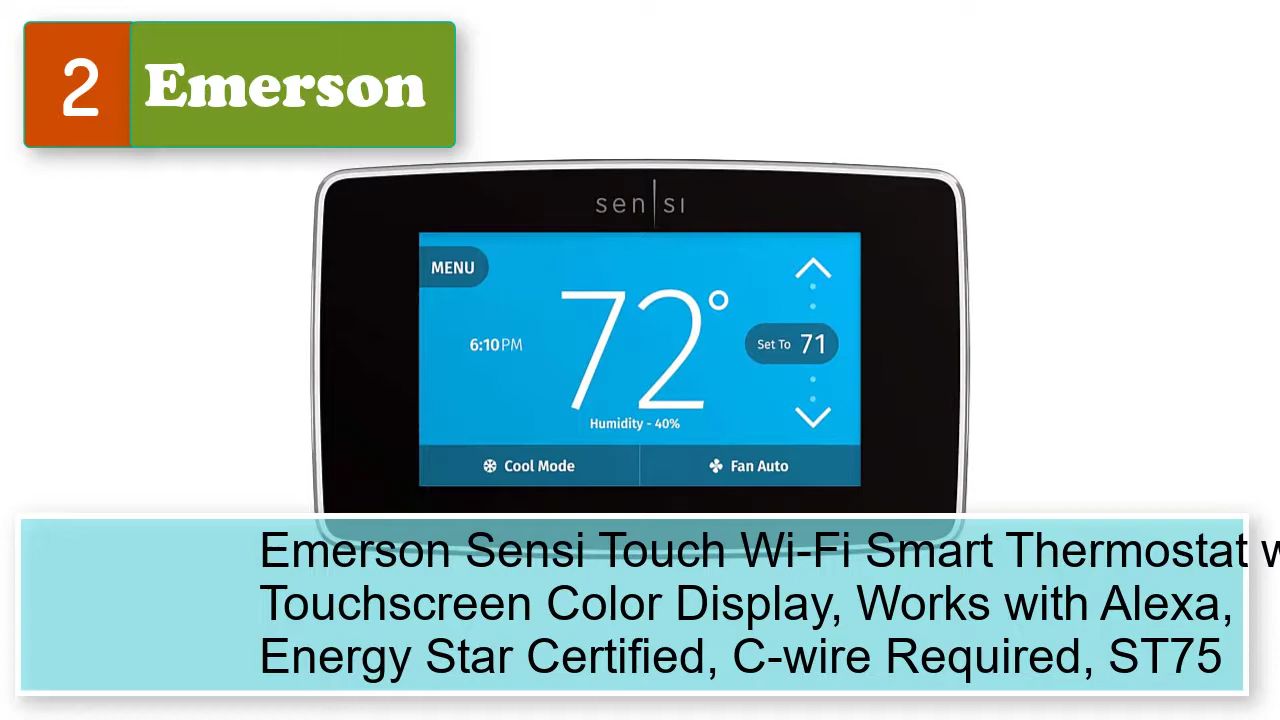 2 Emerson
sen|si
MENU
72°
6:10PM
Set To 71
Humidity - 40%
Cool Mode
Fan Auto
Emerson Sensi Touch Wi-Fi Smart Thermostat w
Touchscreen Color Display, Works with Alexa,
Energy Star Certified, C-wire Required, ST75